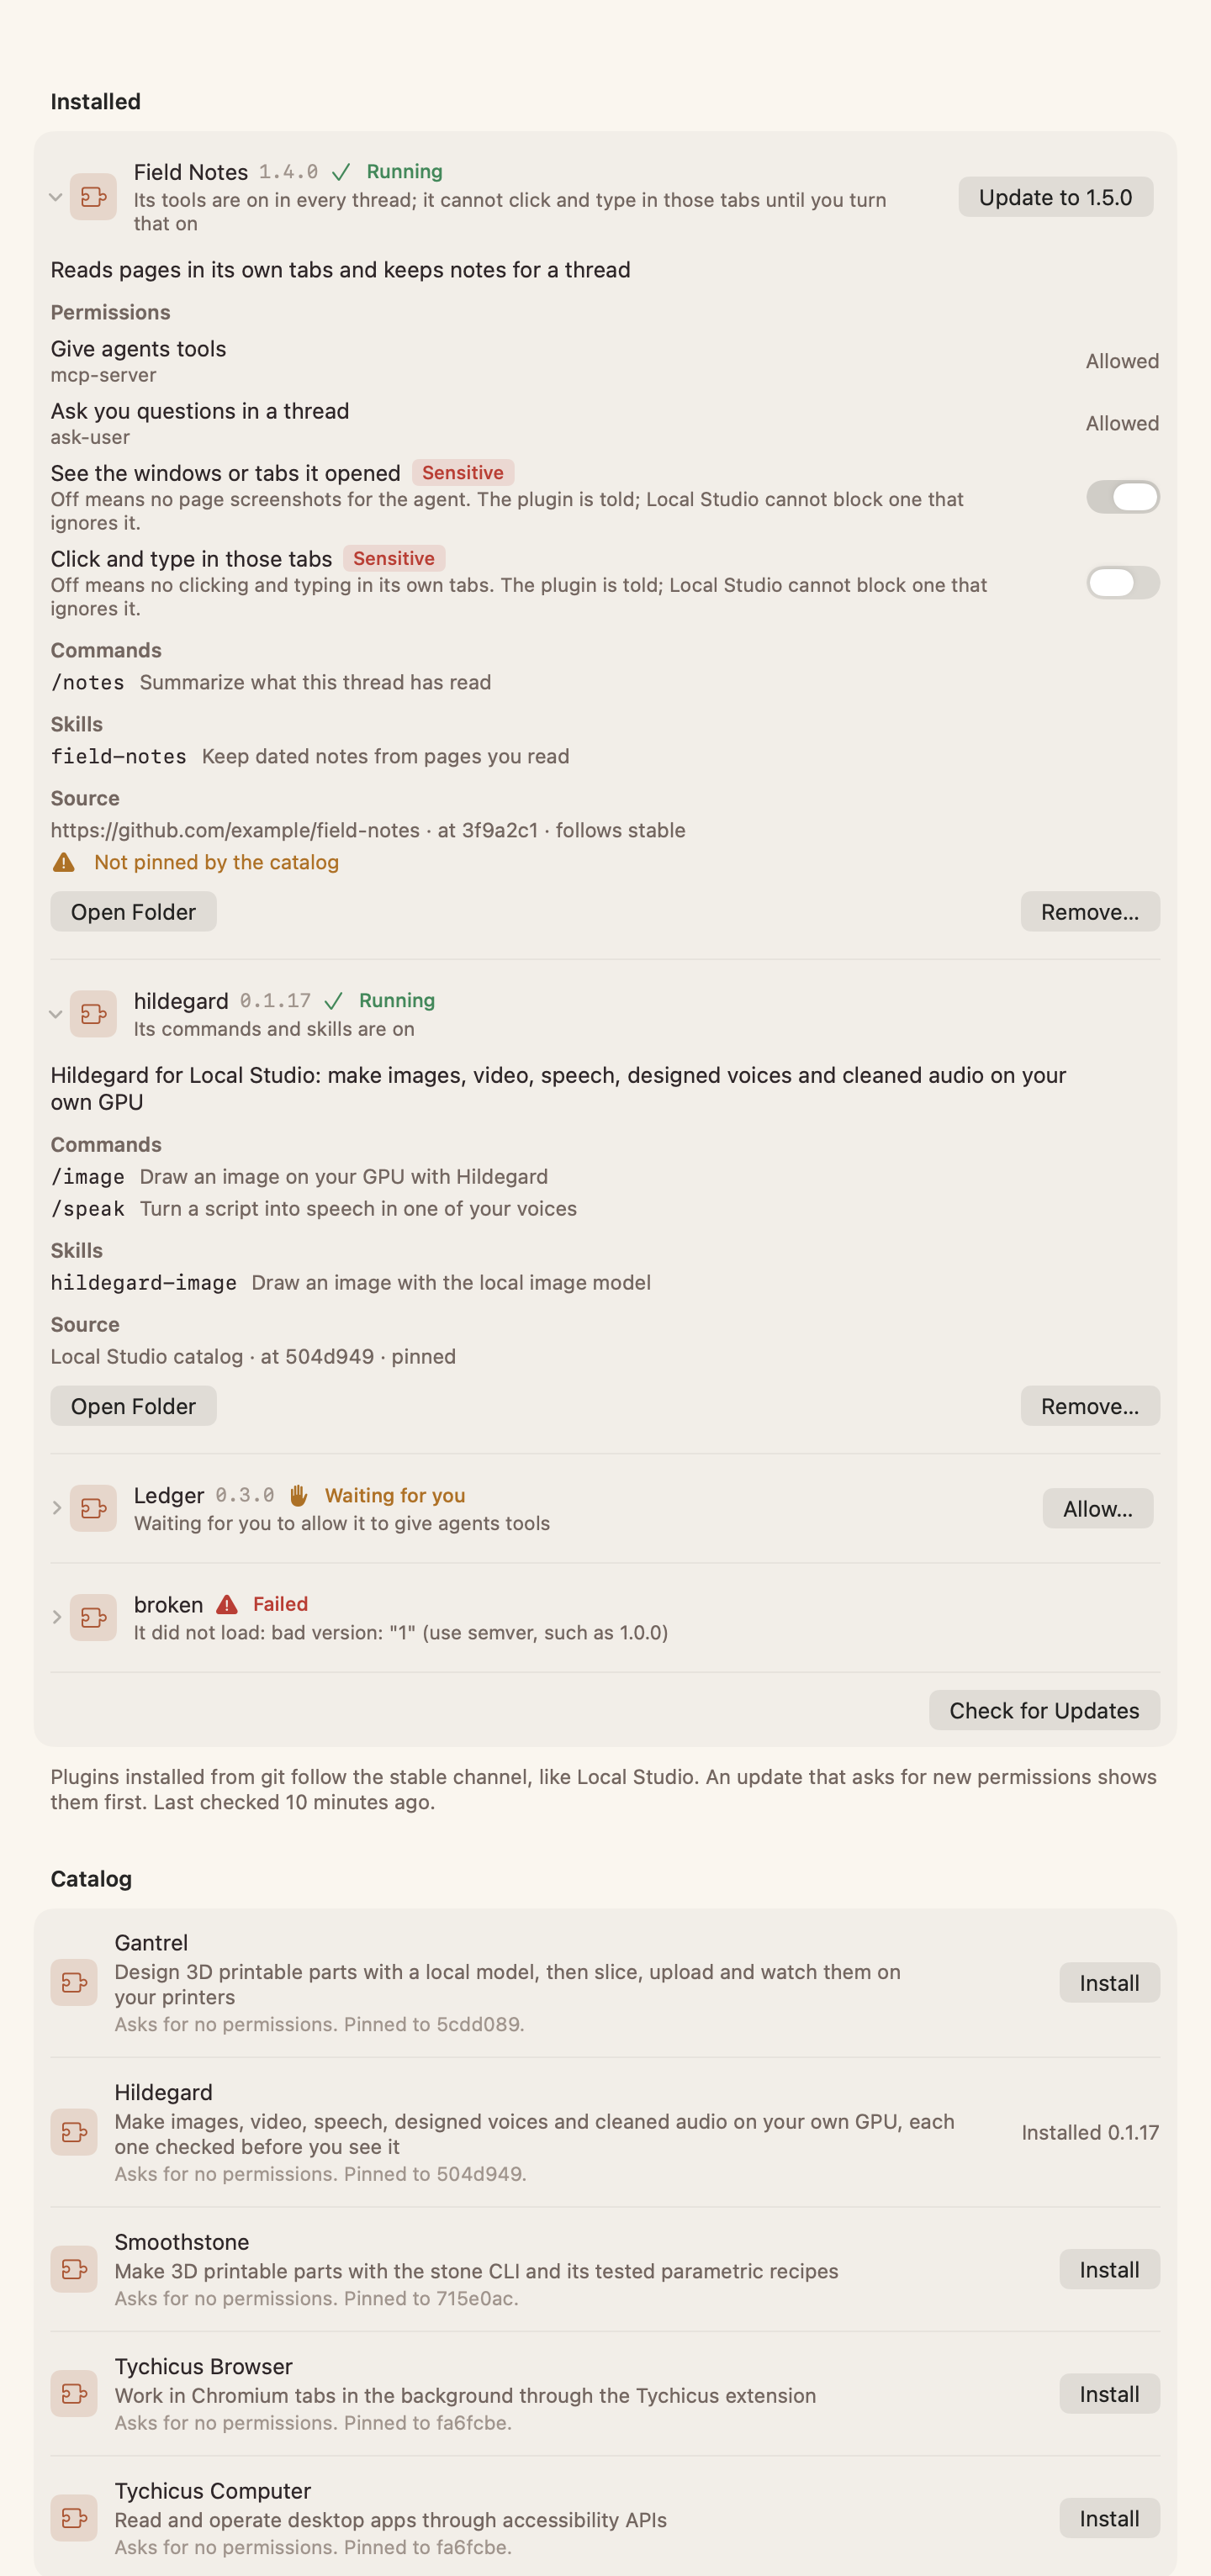 Installed
Field Notes 1.4.0 Running
Its tools are on in every thread; it cannot click and type in those tabs until you turn
that on
Update to 1.5.0
Reads pages in its own tabs and keeps notes for a thread
Permissions
Give agents tools
mcp-server
Allowed
Ask you questions in a thread
ask-user
Allowed
See the windows or tabs it opened Sensitive
Off means no page screenshots for the agent. The plugin is told; Local Studio cannot block one that
ignores it.
Click and type in those tabs Sensitive
Off means no clicking and typing in its own tabs. The plugin is told; Local Studio cannot block one that
ignores it.
Commands
/notes Summarize what this thread has read
Skills
field-notes Keep dated notes from pages you read
Source
https://github.com/example/field-notes · at 3f9a2c1 · follows stable
Not pinned by the catalog
Open Folder Remove...
hildegard 0.1.17 Running
Its commands and skills are on
Hildegard for Local Studio: make images, video, speech, designed voices and cleaned audio on your
own GPU
Commands
/image Draw an image on your GPU with Hildegard
/speak Turn a script into speech in one of your voices
Skills
hildegard-image Draw an image with the local image model
Source
Local Studio catalog · at 504d949 · pinned
Open Folder Remove...
Ledger 0.3.0 Waiting for you
Waiting for you to allow it to give agents tools
Allow...
broken Failed
It did not load: bad version: "1" (use semver, such as 1.0.0)
Check for Updates
Plugins installed from git follow the stable channel, like Local Studio. An update that asks for new permissions shows
them first. Last checked 10 minutes ago.
Catalog
Gantrel
Design 3D printable parts with a local model, then slice, upload and watch them on
your printers
Asks for no permissions. Pinned to 5cdd089.
Install
Hildegard
Make images, video, speech, designed voices and cleaned audio on your own GPU, each
one checked before you see it
Asks for no permissions. Pinned to 504d949.
Installed 0.1.17
Smoothstone
Make 3D printable parts with the stone CLI and its tested parametric recipes
Asks for no permissions. Pinned to 715e0ac.
Install
Tychicus Browser
Work in Chromium tabs in the background through the Tychicus extension
Asks for no permissions. Pinned to fa6fcbe.
Install
Tychicus Computer
Read and operate desktop apps through accessibility APIs
Asks for no permissions. Pinned to fa6fcbe.
Install